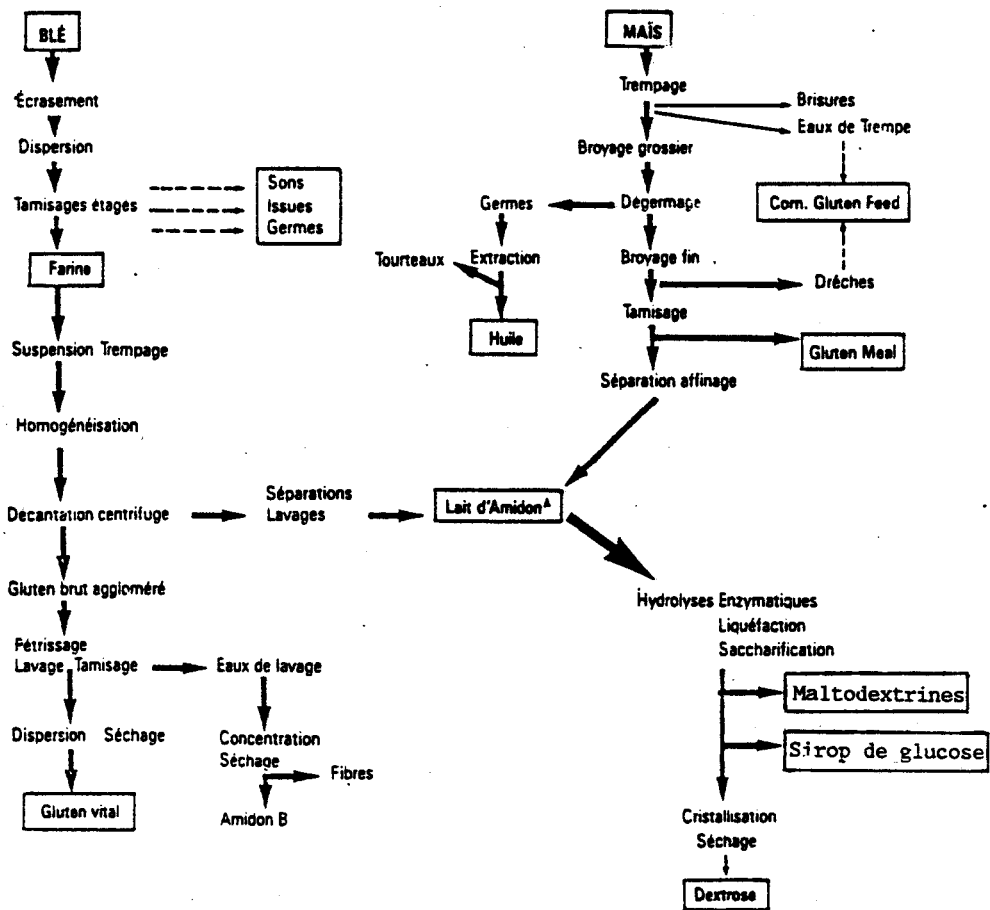 BLÉ
Écrasement
Dispersion
Tamisages étagés
Sons
Issues
Germes
Farine
Suspension Trempage
Homogénéisation
Décantation centrifuge
Séparations
Lavages
Gluten brut aggloméré
Pétrissage
Lavage Tamisage
Eaux de lavage
Dispersion Séchage
Concentration
Séchage
Fibres
Gluten vital
Amidon B
MAÏS
Trempage
Brisures
Eaux de Trempe
Broyage grossier
Germes
Dégermage
Corn. Gluten Feed
Tourteaux
Extraction
Broyage fin
Drêches
Tamisage
Huile
Gluten Meal
Séparation affinage
Lait d'Amidonᐞ
Hydrolyses Enzymatiques
Liquéfaction
Saccharification
Maltodextrines
Sirop de glucose
Cristallisation
Séchage
Dextrose